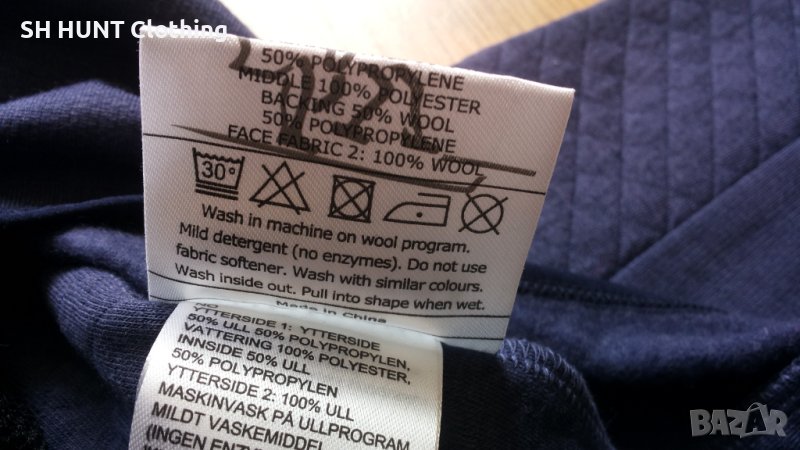 SH HUNT Clothing
50% POLYPROPYLENE
MIDDLE 100% POLYESTER
BACKING 50% WOOL
50% POLYPROPYLENE
FACE FABRIC 2: 100% WOOL
30°
Wash in machine on wool program.
Mild detergent (no enzymes). Do not use
fabric softener. Wash with similar colours.
Wash inside out. Pull into shape when wet.
Made in China
NO
YTTERSIDE 1: YTTERSIDE
50% ULL 50% POLYPROPYLEN,
VATTERING 100% POLYESTER,
INNSIDE 50% ULL
50% POLYPROPYLEN
YTTERSIDE 2: 100% ULL
MASKINVASK PÅ ULLPROGRAM
MILDT VASKEMIDDEL
(INGEN
BAZAR